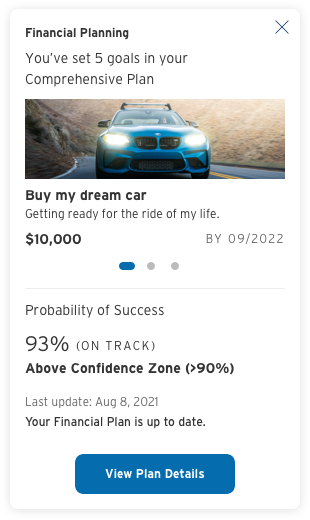 Financial Planning
You've set 5 goals in your
Comprehensive Plan
Buy my dream car
Getting ready for the ride of my life.
$10,000
BY 09/2022
Probability of Success
93% (ON TRACK)
Above Confidence Zone (>90%)
Last update: Aug 8, 2021
Your Financial Plan is up to date.
View Plan Details